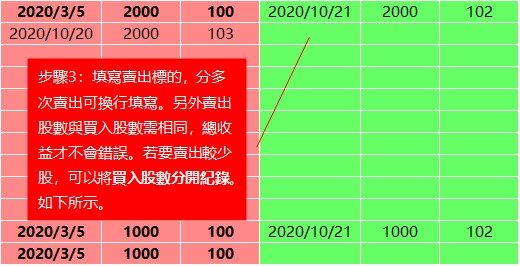 2020/3/5 2000 100 2020/10/21 2000 102
2020/10/20 2000 103
步驟3：填寫賣出標的，分多
次賣出可換行填寫。另外賣出
股數與買入股數需相同，總收
益才不會錯誤。若要賣出較少
股，可以將買入股數分開紀錄。
如下所示。
2020/3/5 1000 100 2020/10/21 1000 102
2020/3/5 1000 100